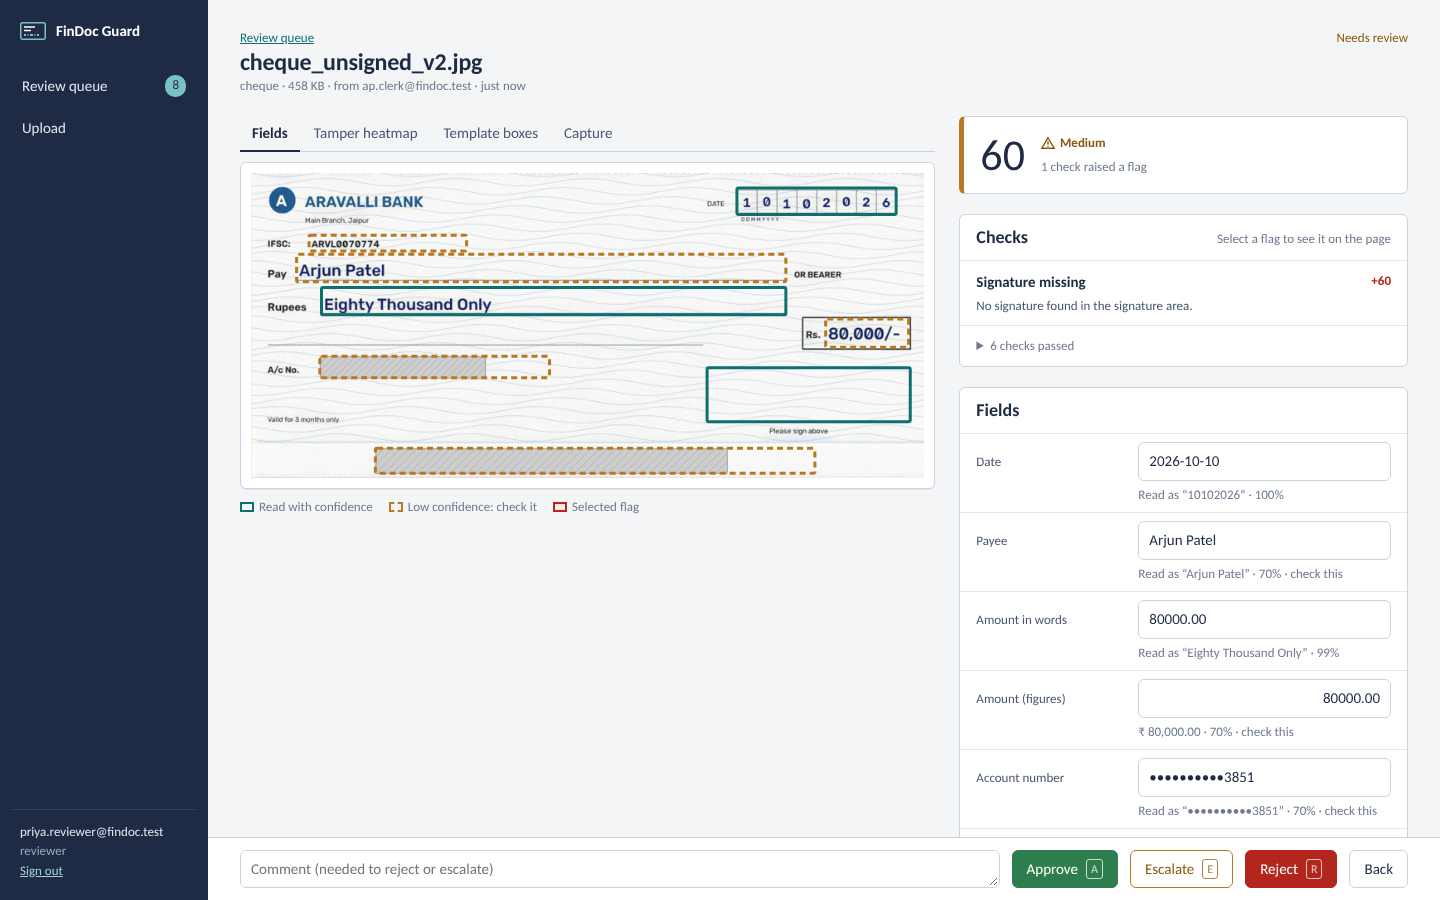 FinDoc Guard
Review queue 8
Upload
priya.reviewer@findoc.test
reviewer
Sign out
Review queue
Needs review
cheque_unsigned_v2.jpg
cheque · 458 KB · from ap.clerk@findoc.test · just now
Fields Tamper heatmap Template boxes Capture
A ARAVALLI BANK
Main Branch, Jaipur
DATE 1 0 1 0 2 0 2 6
D D M M Y Y Y Y
IFSC: ARVL0070774
Pay Arjun Patel OR BEARER
Rupees Eighty Thousand Only
Rs. 80,000/-
A/c No.
Valid for 3 months only
Please sign above
Read with confidence Low confidence: check it Selected flag
60 Medium
1 check raised a flag
Checks Select a flag to see it on the page
Signature missing +60
No signature found in the signature area.
6 checks passed
Fields
Date 2026-10-10
Read as “10102026” · 100%
Payee Arjun Patel
Read as “Arjun Patel” · 70% · check this
Amount in words 80000.00
Read as “Eighty Thousand Only” · 99%
Amount (figures) 80000.00
₹ 80,000.00 · 70% · check this
Account number ••••••••••3851
Read as “••••••••••3851” · 70% · check this
Comment (needed to reject or escalate)
Approve A Escalate E Reject R Back